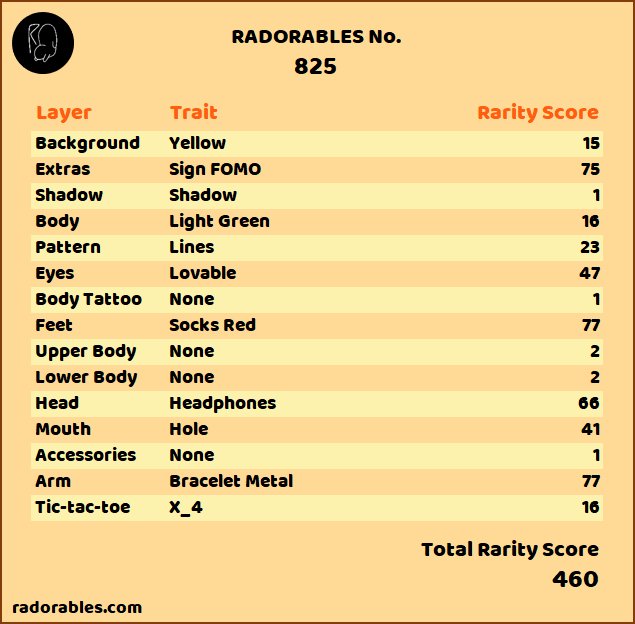 RADORABLES No.
825
Layer Trait Rarity Score
Background Yellow 15
Extras Sign FOMO 75
Shadow Shadow 1
Body Light Green 16
Pattern Lines 23
Eyes Lovable 47
Body Tattoo None 1
Feet Socks Red 77
Upper Body None 2
Lower Body None 2
Head Headphones 66
Mouth Hole 41
Accessories None 1
Arm Bracelet Metal 77
Tic-tac-toe X_4 16
Total Rarity Score
460
radorables.com